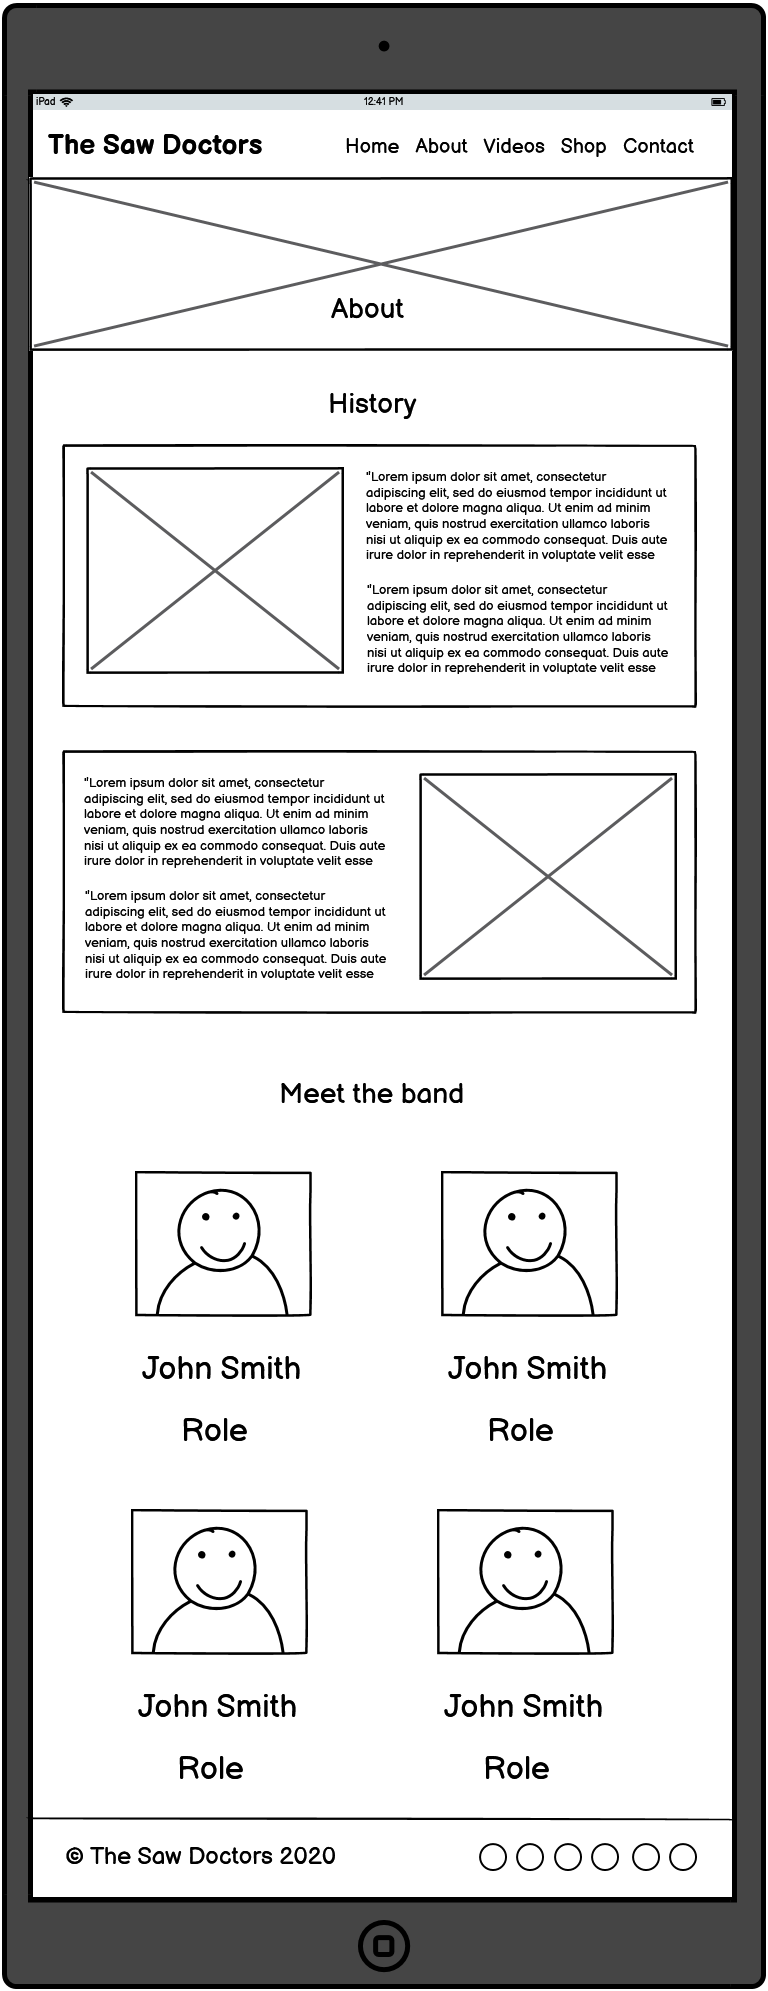 iPad 12:41 PM
The Saw Doctors Home About Videos Shop Contact
About
History
"Lorem ipsum dolor sit amet, consectetur
adipiscing elit, sed do eiusmod tempor incididunt ut
labore et dolore magna aliqua. Ut enim ad minim
veniam, quis nostrud exercitation ullamco laboris
nisi ut aliquip ex ea commodo consequat. Duis aute
irure dolor in reprehenderit in voluptate velit esse
"Lorem ipsum dolor sit amet, consectetur
adipiscing elit, sed do eiusmod tempor incididunt ut
labore et dolore magna aliqua. Ut enim ad minim
veniam, quis nostrud exercitation ullamco laboris
nisi ut aliquip ex ea commodo consequat. Duis aute
irure dolor in reprehenderit in voluptate velit esse
"Lorem ipsum dolor sit amet, consectetur
adipiscing elit, sed do eiusmod tempor incididunt ut
labore et dolore magna aliqua. Ut enim ad minim
veniam, quis nostrud exercitation ullamco laboris
nisi ut aliquip ex ea commodo consequat. Duis aute
irure dolor in reprehenderit in voluptate velit esse
"Lorem ipsum dolor sit amet, consectetur
adipiscing elit, sed do eiusmod tempor incididunt ut
labore et dolore magna aliqua. Ut enim ad minim
veniam, quis nostrud exercitation ullamco laboris
nisi ut aliquip ex ea commodo consequat. Duis aute
irure dolor in reprehenderit in voluptate velit esse
Meet the band
John Smith John Smith
Role Role
John Smith John Smith
Role Role
© The Saw Doctors 2020